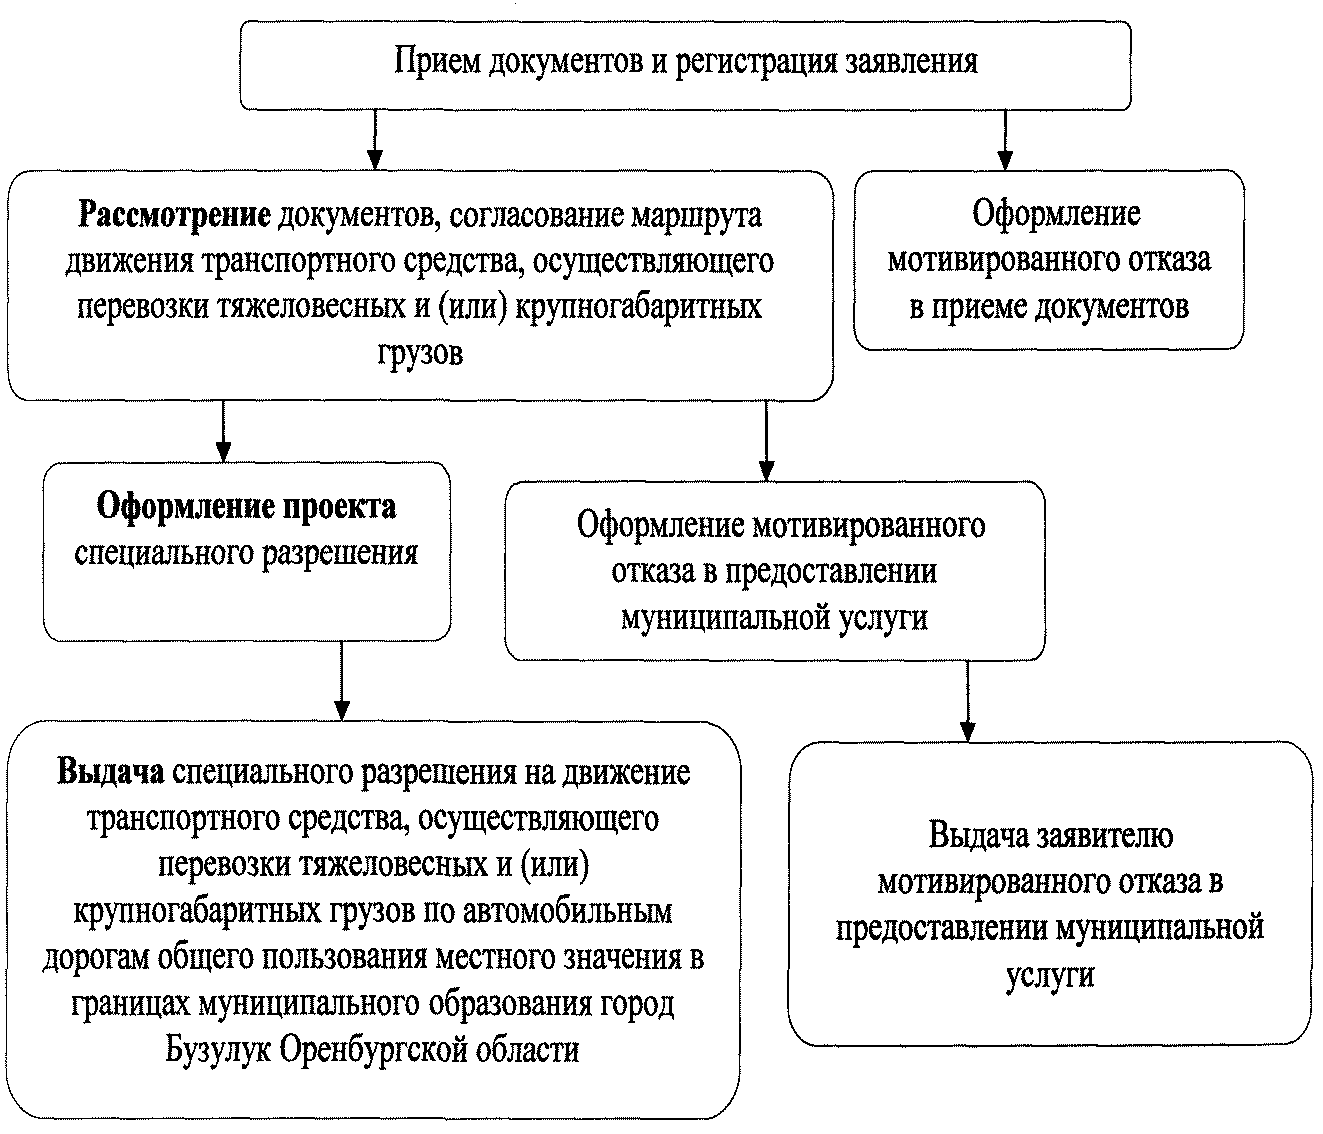 Прием документов и регистрация заявления
Рассмотрение документов, согласование маршрута
движения транспортного средства, осуществляющего
перевозки тяжеловесных и (или) крупногабаритных
грузов
Оформление
мотивированного отказа
в приеме документов
Оформление проекта
специального разрешения
Оформление мотивированного
отказа в предоставлении
муниципальной услуги
Выдача специального разрешения на движение
транспортного средства, осуществляющего
перевозки тяжеловесных и (или)
крупногабаритных грузов по автомобильным
дорогам общего пользования местного значения в
границах муниципального образования город
Бузулук Оренбургской области
Выдача заявителю
мотивированного отказа в
предоставлении муниципальной
услуги